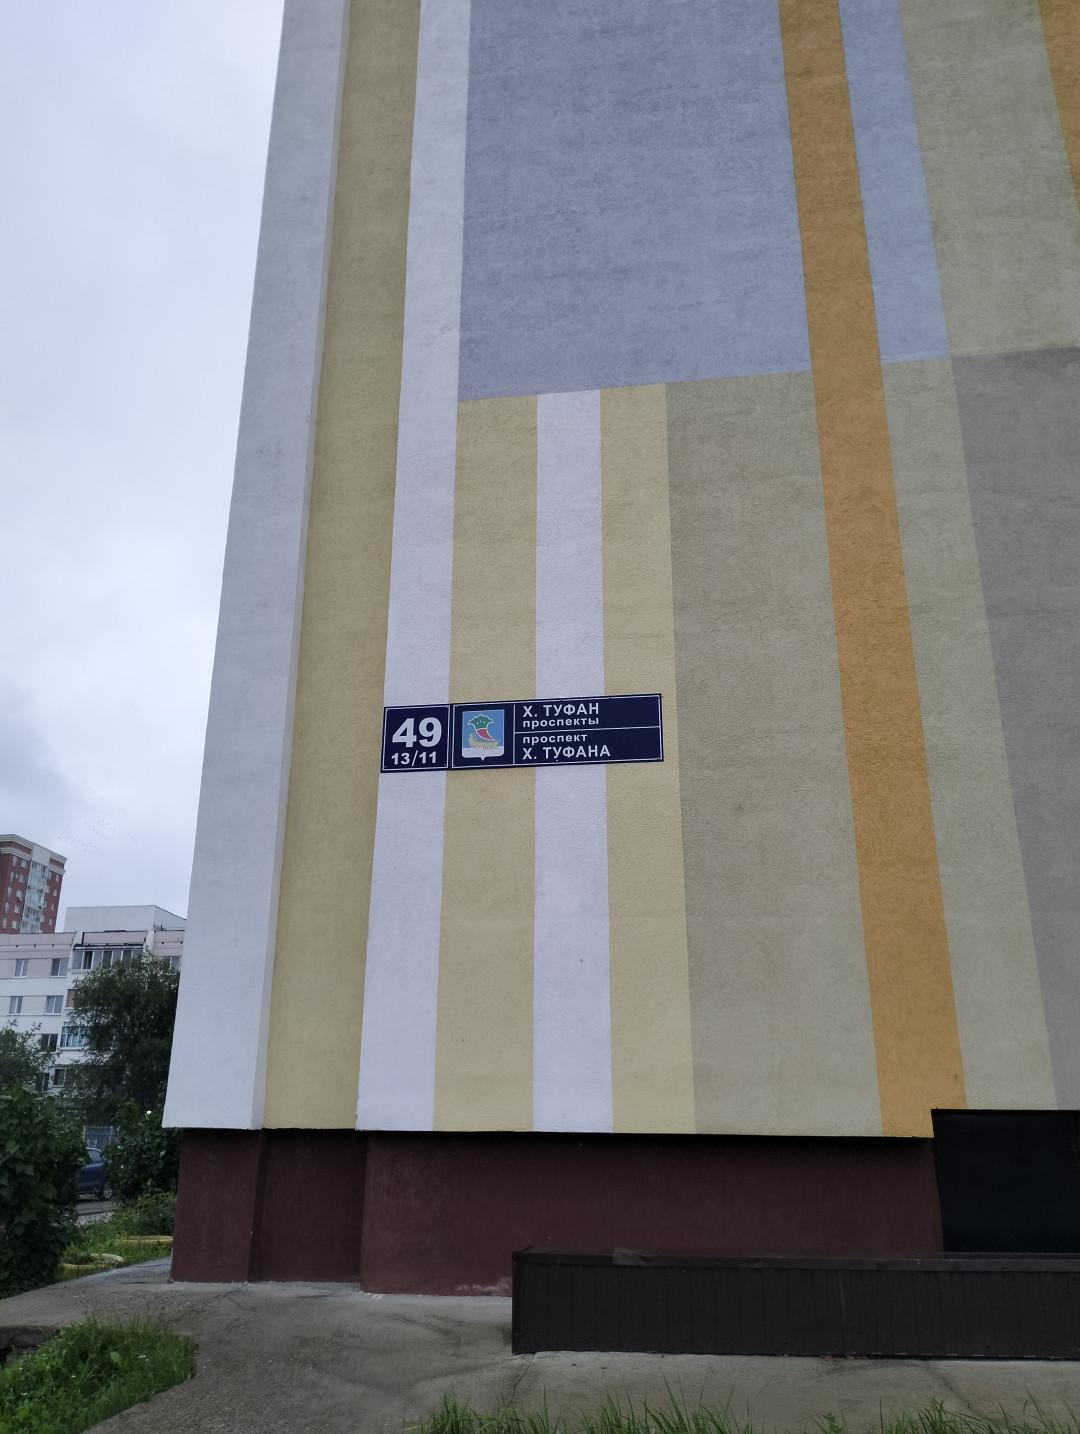 49
13/11
Х. ТУФАН
проспекты
проспект
Х. ТУФАНА